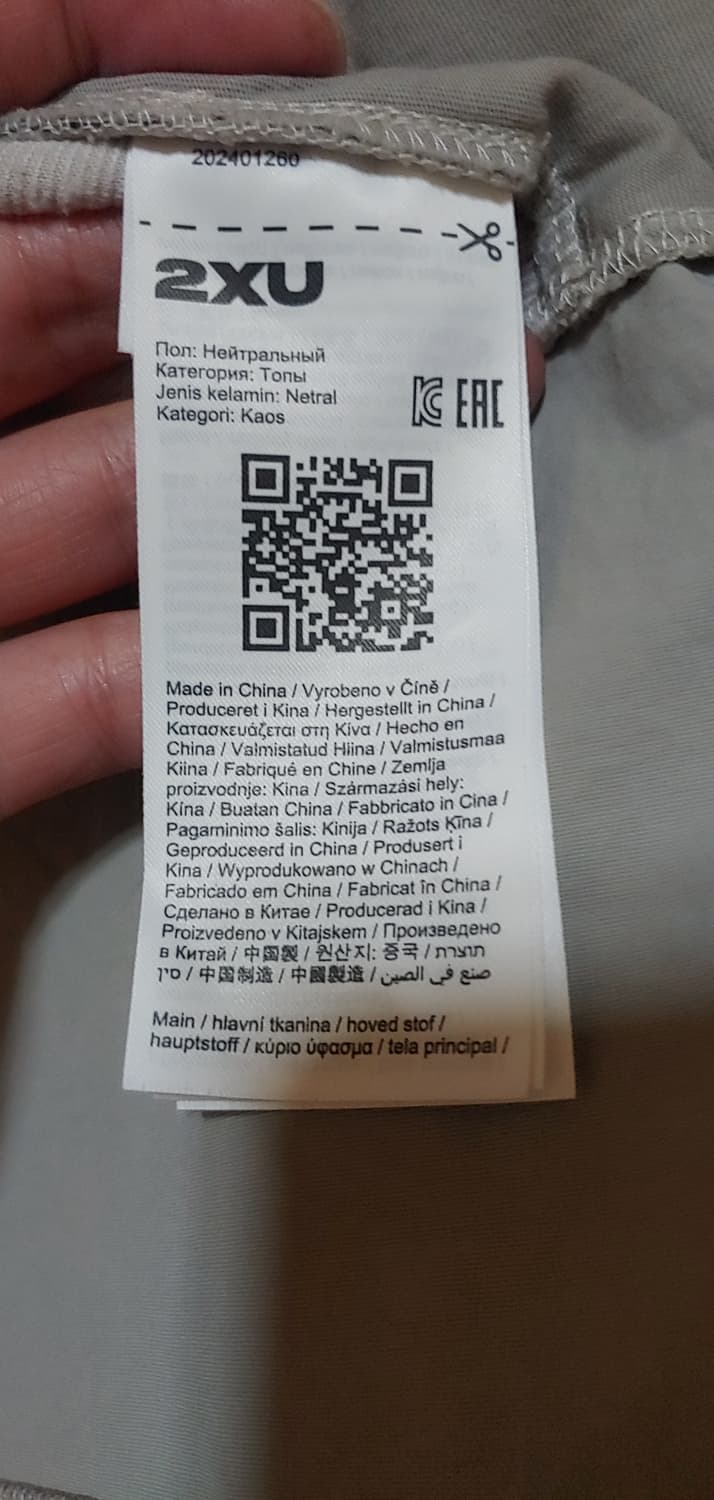 202401260
2XU
Пол: Нейтральный
Категория: Топы
Jenis kelamin: Netral
Kategori: Kaos
EAC
Made in China / Vyrobeno v Číně /
Produceret i Kina / Hergestellt in China /
Κατασκευάζεται στη Κίνα / Hecho en
China / Valmistatud Hiina / Valmistusmaa
Kiina / Fabriqué en Chine / Zemlja
proizvodnje: Kina / Származási hely:
Kína / Buatan China / Fabbricato in Cina /
Pagaminimo šalis: Kinija / Ražots Ķīna /
Geproduceerd in China / Produsert i
Kina / Wyprodukowano w Chinach /
Fabricado em China / Fabricat în China /
Сделано в Китае / Producerad i Kina /
Proizvedeno v Kitajskem / Произведено
в Китай / 中国製 / 원산지: 중국 / תוצרת
סין / 中国制造 / 中國製造 / صنع في الصين
Main / hlavní tkanina / hoved stof /
hauptstoff / κύριο ύφασμα / tela principal /